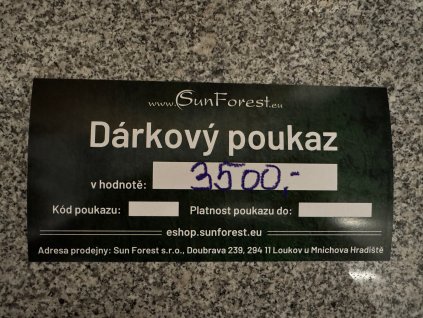 www.SunForest.eu
Dárkový poukaz
v hodnotě: 3500.-
Kód poukazu: Platnost poukazu do:
eshop.sunforest.eu
Adresa prodejny: Sun Forest s.r.o., Doubrava 239, 294 11 Loukov u Mnichova Hradiště